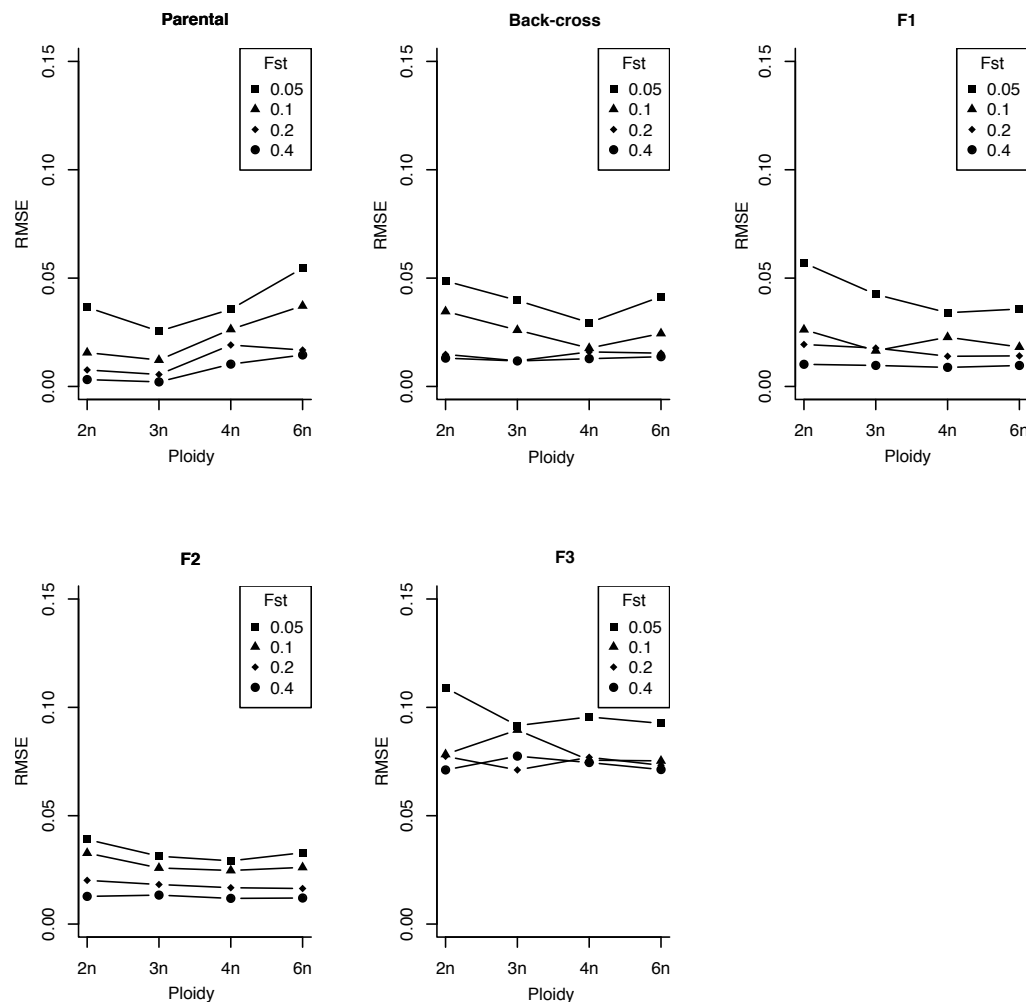 Parental
Fst
0.05
0.1
0.2
0.4
RMSE
0.15
0.10
0.05
0.00
2n 3n 4n 6n
Ploidy
Back-cross
Fst
0.05
0.1
0.2
0.4
RMSE
0.15
0.10
0.05
0.00
2n 3n 4n 6n
Ploidy
F1
Fst
0.05
0.1
0.2
0.4
RMSE
0.15
0.10
0.05
0.00
2n 3n 4n 6n
Ploidy
F2
Fst
0.05
0.1
0.2
0.4
RMSE
0.15
0.10
0.05
0.00
2n 3n 4n 6n
Ploidy
F3
Fst
0.05
0.1
0.2
0.4
RMSE
0.15
0.10
0.05
0.00
2n 3n 4n 6n
Ploidy